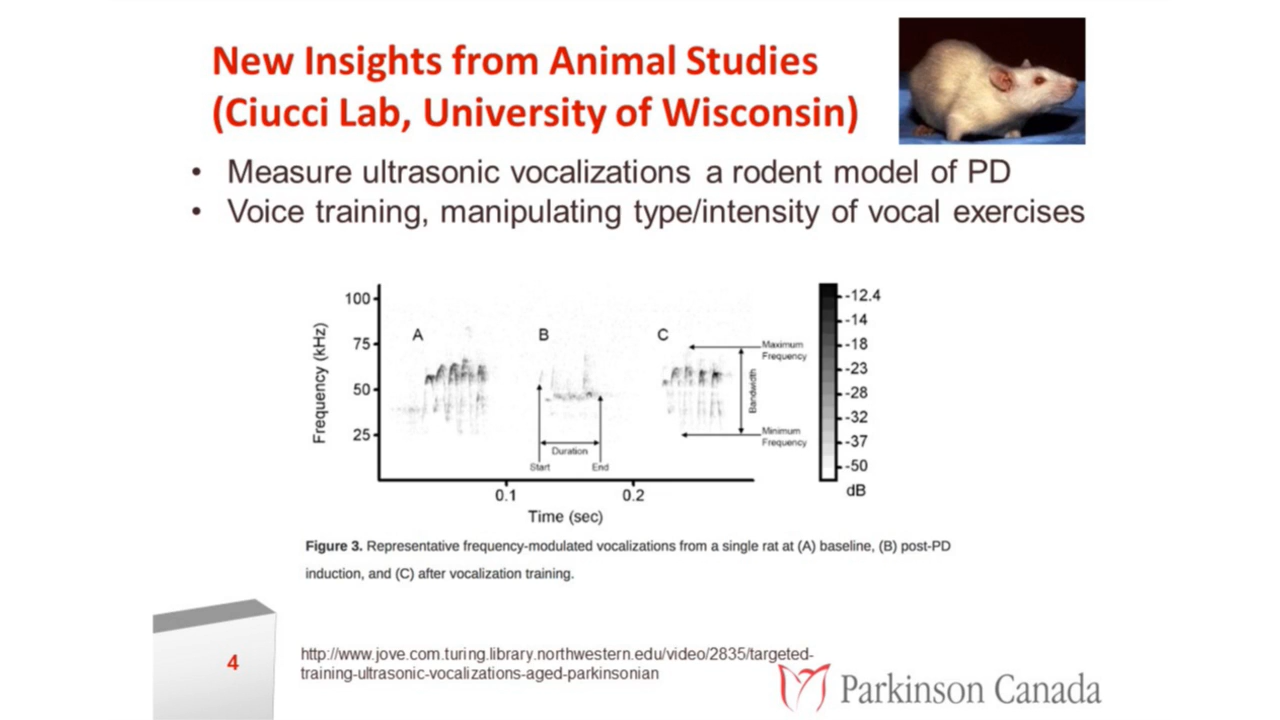 New Insights from Animal Studies
(Ciucci Lab, University of Wisconsin)
• Measure ultrasonic vocalizations a rodent model of PD
• Voice training, manipulating type/intensity of vocal exercises
Frequency (kHz)
100
75
50
25
A
B
C
Duration
Start
End
Maximum
Frequency
Bandwidth
Minimum
Frequency
0.1
0.2
Time (sec)
-12.4
-14
-18
-23
-28
-32
-37
-50
dB
Figure 3. Representative frequency-modulated vocalizations from a single rat at (A) baseline, (B) post-PD
induction, and (C) after vocalization training.
4
http://www.jove.com.turing.library.northwestern.edu/video/2835/targeted-
training-ultrasonic-vocalizations-aged-parkinsonian
Parkinson Canada